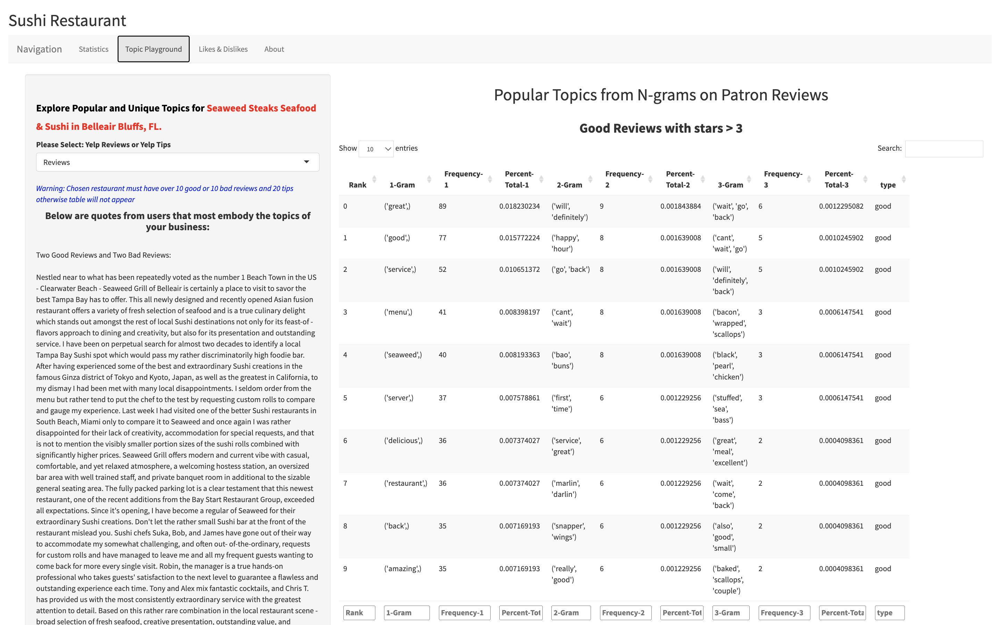 Sushi Restaurant
Navigation Statistics Topic Playground Likes & Dislikes About
Explore Popular and Unique Topics for Seaweed Steaks Seafood
& Sushi in Belleair Bluffs, FL.
Please Select: Yelp Reviews or Yelp Tips
Reviews
Warning: Chosen restaurant must have over 10 good or 10 bad reviews and 20 tips
otherwise table will not appear
Below are quotes from users that most embody the topics of
your business:
Two Good Reviews and Two Bad Reviews:
Nestled near to what has been repeatedly voted as the number 1 Beach Town in the US
- Clearwater Beach - Seaweed Grill of Belleair is certainly a place to visit to savor the
best Tampa Bay has to offer. This all newly designed and recently opened Asian fusion
restaurant offers a variety of fresh selection of seafood and is a true culinary delight
which stands out amongst the rest of local Sushi destinations not only for its feast-of -
flavors approach to dining and creativity, but also for its presentation and outstanding
service. I have been on perpetual search for almost two decades to identify a local
Tampa Bay Sushi spot which would pass my rather discriminatorily high foodie bar.
After having experienced some of the best and extraordinary Sushi creations in the
famous Ginza district of Tokyo and Kyoto, Japan, as well as the greatest in California, to
my dismay I had been met with many local disappointments. I seldom order from the
menu but rather tend to put the chef to the test by requesting custom rolls to compare
and gauge my experience. Last week I had visited one of the better Sushi restaurants in
South Beach, Miami only to compare it to Seaweed and once again I was rather
disappointed for their lack of creativity, accommodation for special requests, and that
is not to mention the visibly smaller portion sizes of the sushi rolls combined with
significantly higher prices. Seaweed Grill offers modern and current vibe with casual,
comfortable, and yet relaxed atmosphere, a welcoming hostess station, an oversized
bar area with well trained staff, and private banquet room in additional to the sizable
general seating area. The fully packed parking lot is a clear testament that this newest
restaurant, one of the recent additions from the Bay Start Restaurant Group, exceeded
all expectations. Since it's opening, I have become a regular of Seaweed for their
extraordinary Sushi creations. Don't let the rather small Sushi bar at the front of the
restaurant mislead you. Sushi chefs Suka, Bob, and James have gone out of their way
to accommodate my somewhat challenging, and often out- of-the-ordinary, requests
for custom rolls and have managed to leave me and all my frequent guests wanting to
come back for more every single visit. Robin, the manager is a true hands-on
professional who takes guests' satisfaction to the next level to guarantee a flawless and
outstanding experience each time. Tony and Alex mix fantastic cocktails, and Chris T.
has provided us with the most consistently extraordinary service with the greatest
attention to detail. Based on this rather rare combination in the local restaurant scene -
broad selection of fresh seafood, creative presentation, outstanding value, and
Popular Topics from N-grams on Patron Reviews
Good Reviews with stars > 3
Show 10 entries Search:
Frequency- Percent- Frequency- Percent- Frequency- Percent-
Rank 1-Gram 1 Total-1 2-Gram 2 Total-2 3-Gram 3 Total-3 type
0 ('great',) 89 0.018230234 ('will', 9 0.001843884 ('wait', 'go', 6 0.0012295082 good
'definitely') 'back')
1 ('good',) 77 0.015772224 ('happy', 8 0.001639008 ('cant', 5 0.0010245902 good
'hour') 'wait', 'go')
2 ('service',) 52 0.010651372 ('go', 'back') 8 0.001639008 ('will', 5 0.0010245902 good
'definitely',
'back')
3 ('menu',) 41 0.008398197 ('cant', 8 0.001639008 ('bacon', 3 0.0006147541 good
'wait') 'wrapped',
'scallops')
4 ('seaweed',) 40 0.008193363 ('bao', 8 0.001639008 ('black', 3 0.0006147541 good
'buns') 'pearl',
'chicken')
5 ('server',) 37 0.007578861 ('first', 6 0.001229256 ('stuffed', 3 0.0006147541 good
'time') 'sea',
'bass')
6 ('delicious',) 36 0.007374027 ('service', 6 0.001229256 ('great', 2 0.0004098361 good
'great') 'meal',
'excellent')
7 ('restaurant',) 36 0.007374027 ('marlin', 6 0.001229256 ('wait', 2 0.0004098361 good
'darlin') 'come',
'back')
8 ('back',) 35 0.007169193 ('snapper', 6 0.001229256 ('also', 2 0.0004098361 good
'wings') 'good',
'small')
9 ('amazing',) 35 0.007169193 ('really', 6 0.001229256 ('baked', 2 0.0004098361 good
'good') 'scallops',
'couple')
Rank 1-Gram Frequency-1 Percent-Tot 2-Gram Frequency-2 Percent-Tot 3-Gram Frequency-3 Percent-Tota type